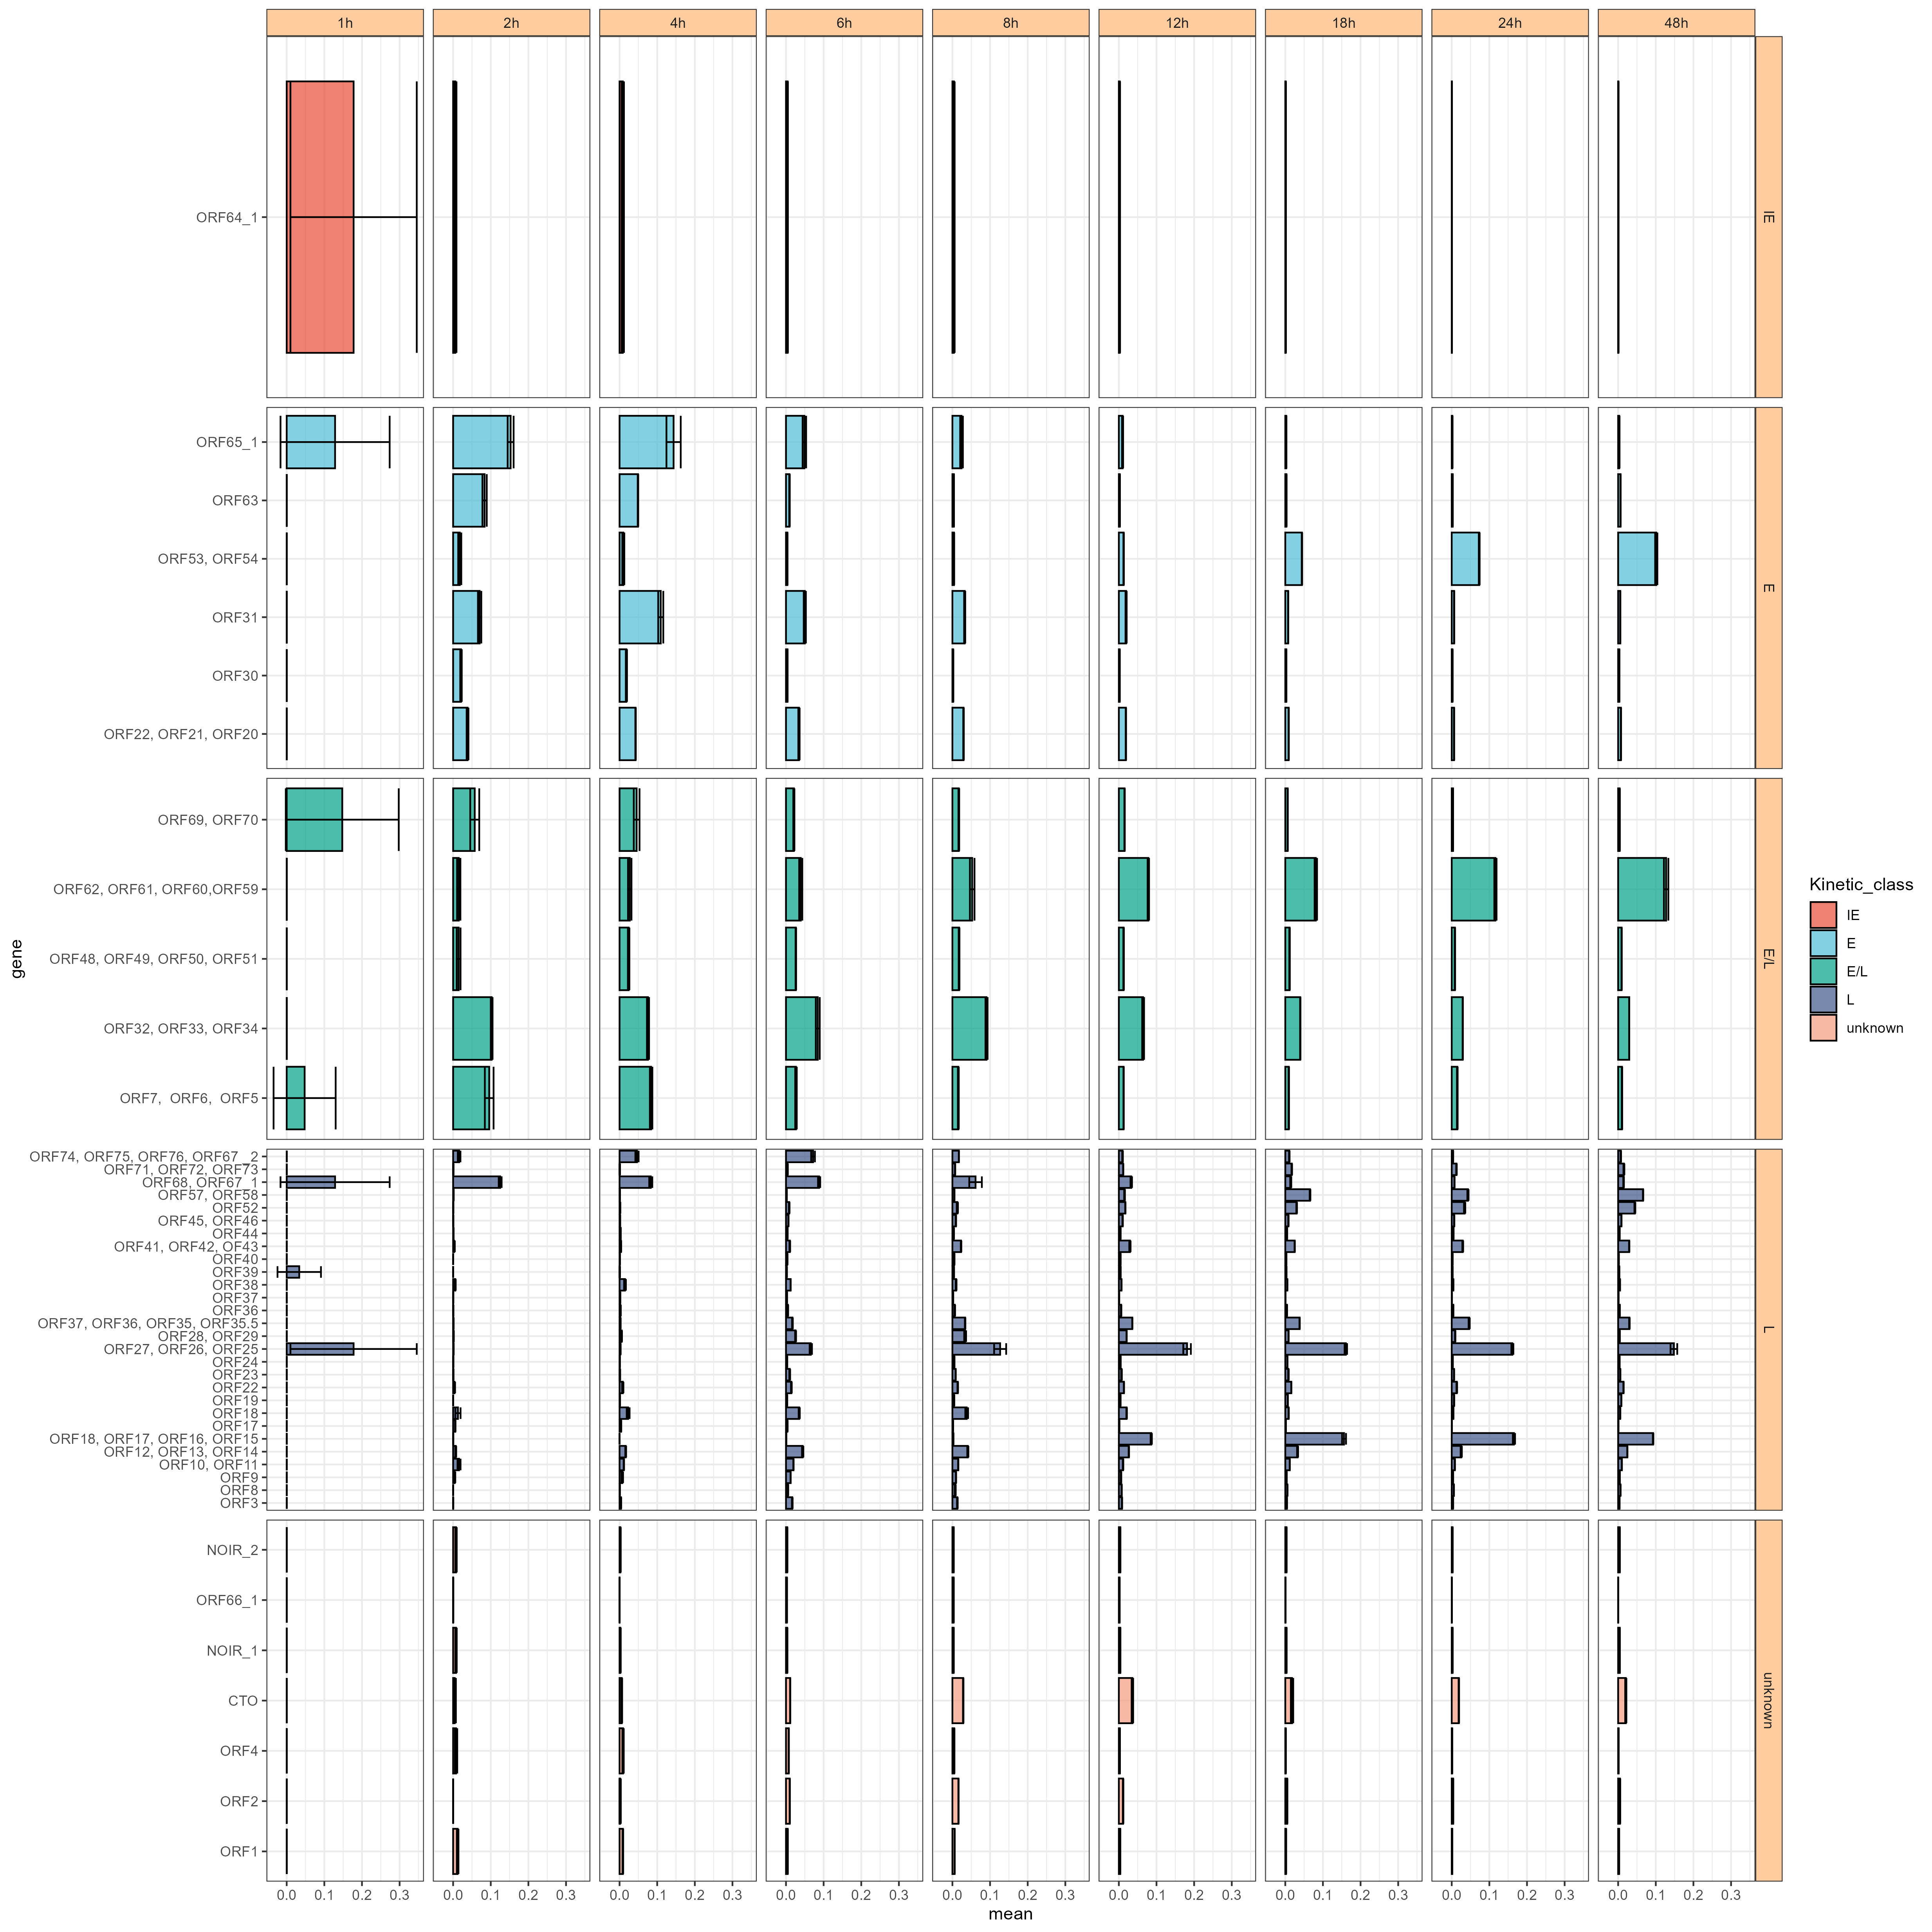 1h 2h 4h 6h 8h 12h 18h 24h 48h
ORF64_1
IE
ORF65_1
ORF63
ORF53, ORF54
ORF31
ORF30
ORF22, ORF21, ORF20
E
ORF69, ORF70
ORF62, ORF61, ORF60,ORF59
ORF48, ORF49, ORF50, ORF51
ORF32, ORF33, ORF34
ORF7,  ORF6,  ORF5
E/L
ORF74, ORF75, ORF76, ORF67_2
ORF71, ORF72, ORF73
ORF68, ORF67_1
ORF57, ORF58
ORF52
ORF45, ORF46
ORF44
ORF41, ORF42, OF43
ORF40
ORF39
ORF38
ORF37
ORF36
ORF37, ORF36, ORF35, ORF35.5
ORF28, ORF29
ORF27, ORF26, ORF25
ORF24
ORF23
ORF22
ORF19
ORF18
ORF17
ORF18, ORF17, ORF16, ORF15
ORF12, ORF13, ORF14
ORF10, ORF11
ORF9
ORF8
ORF3
L
NOIR_2
ORF66_1
NOIR_1
CTO
ORF4
ORF2
ORF1
unknown
0.0 0.1 0.2 0.3 0.0 0.1 0.2 0.3 0.0 0.1 0.2 0.3 0.0 0.1 0.2 0.3 0.0 0.1 0.2 0.3 0.0 0.1 0.2 0.3 0.0 0.1 0.2 0.3 0.0 0.1 0.2 0.3 0.0 0.1 0.2 0.3
mean
gene
Kinetic_class
IE
E
E/L
L
unknown